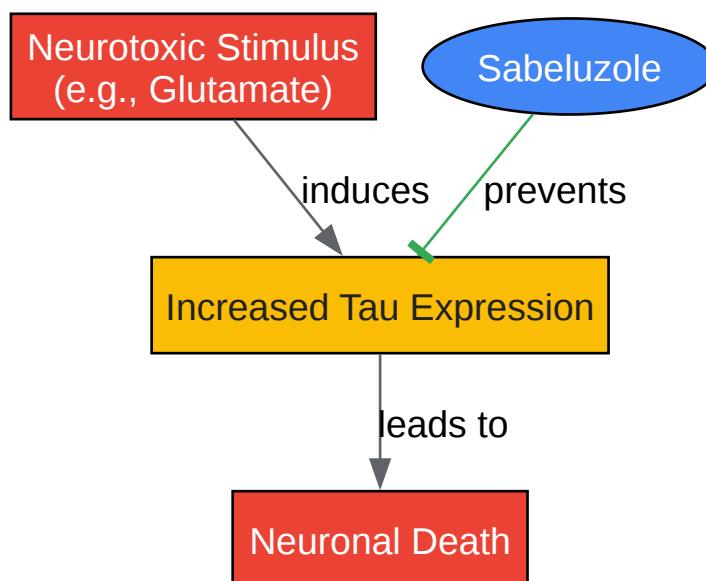 Neurotoxic Stimulus
(e.g., Glutamate)
Sabeluzole
induces
prevents
Increased Tau Expression
leads to
Neuronal Death